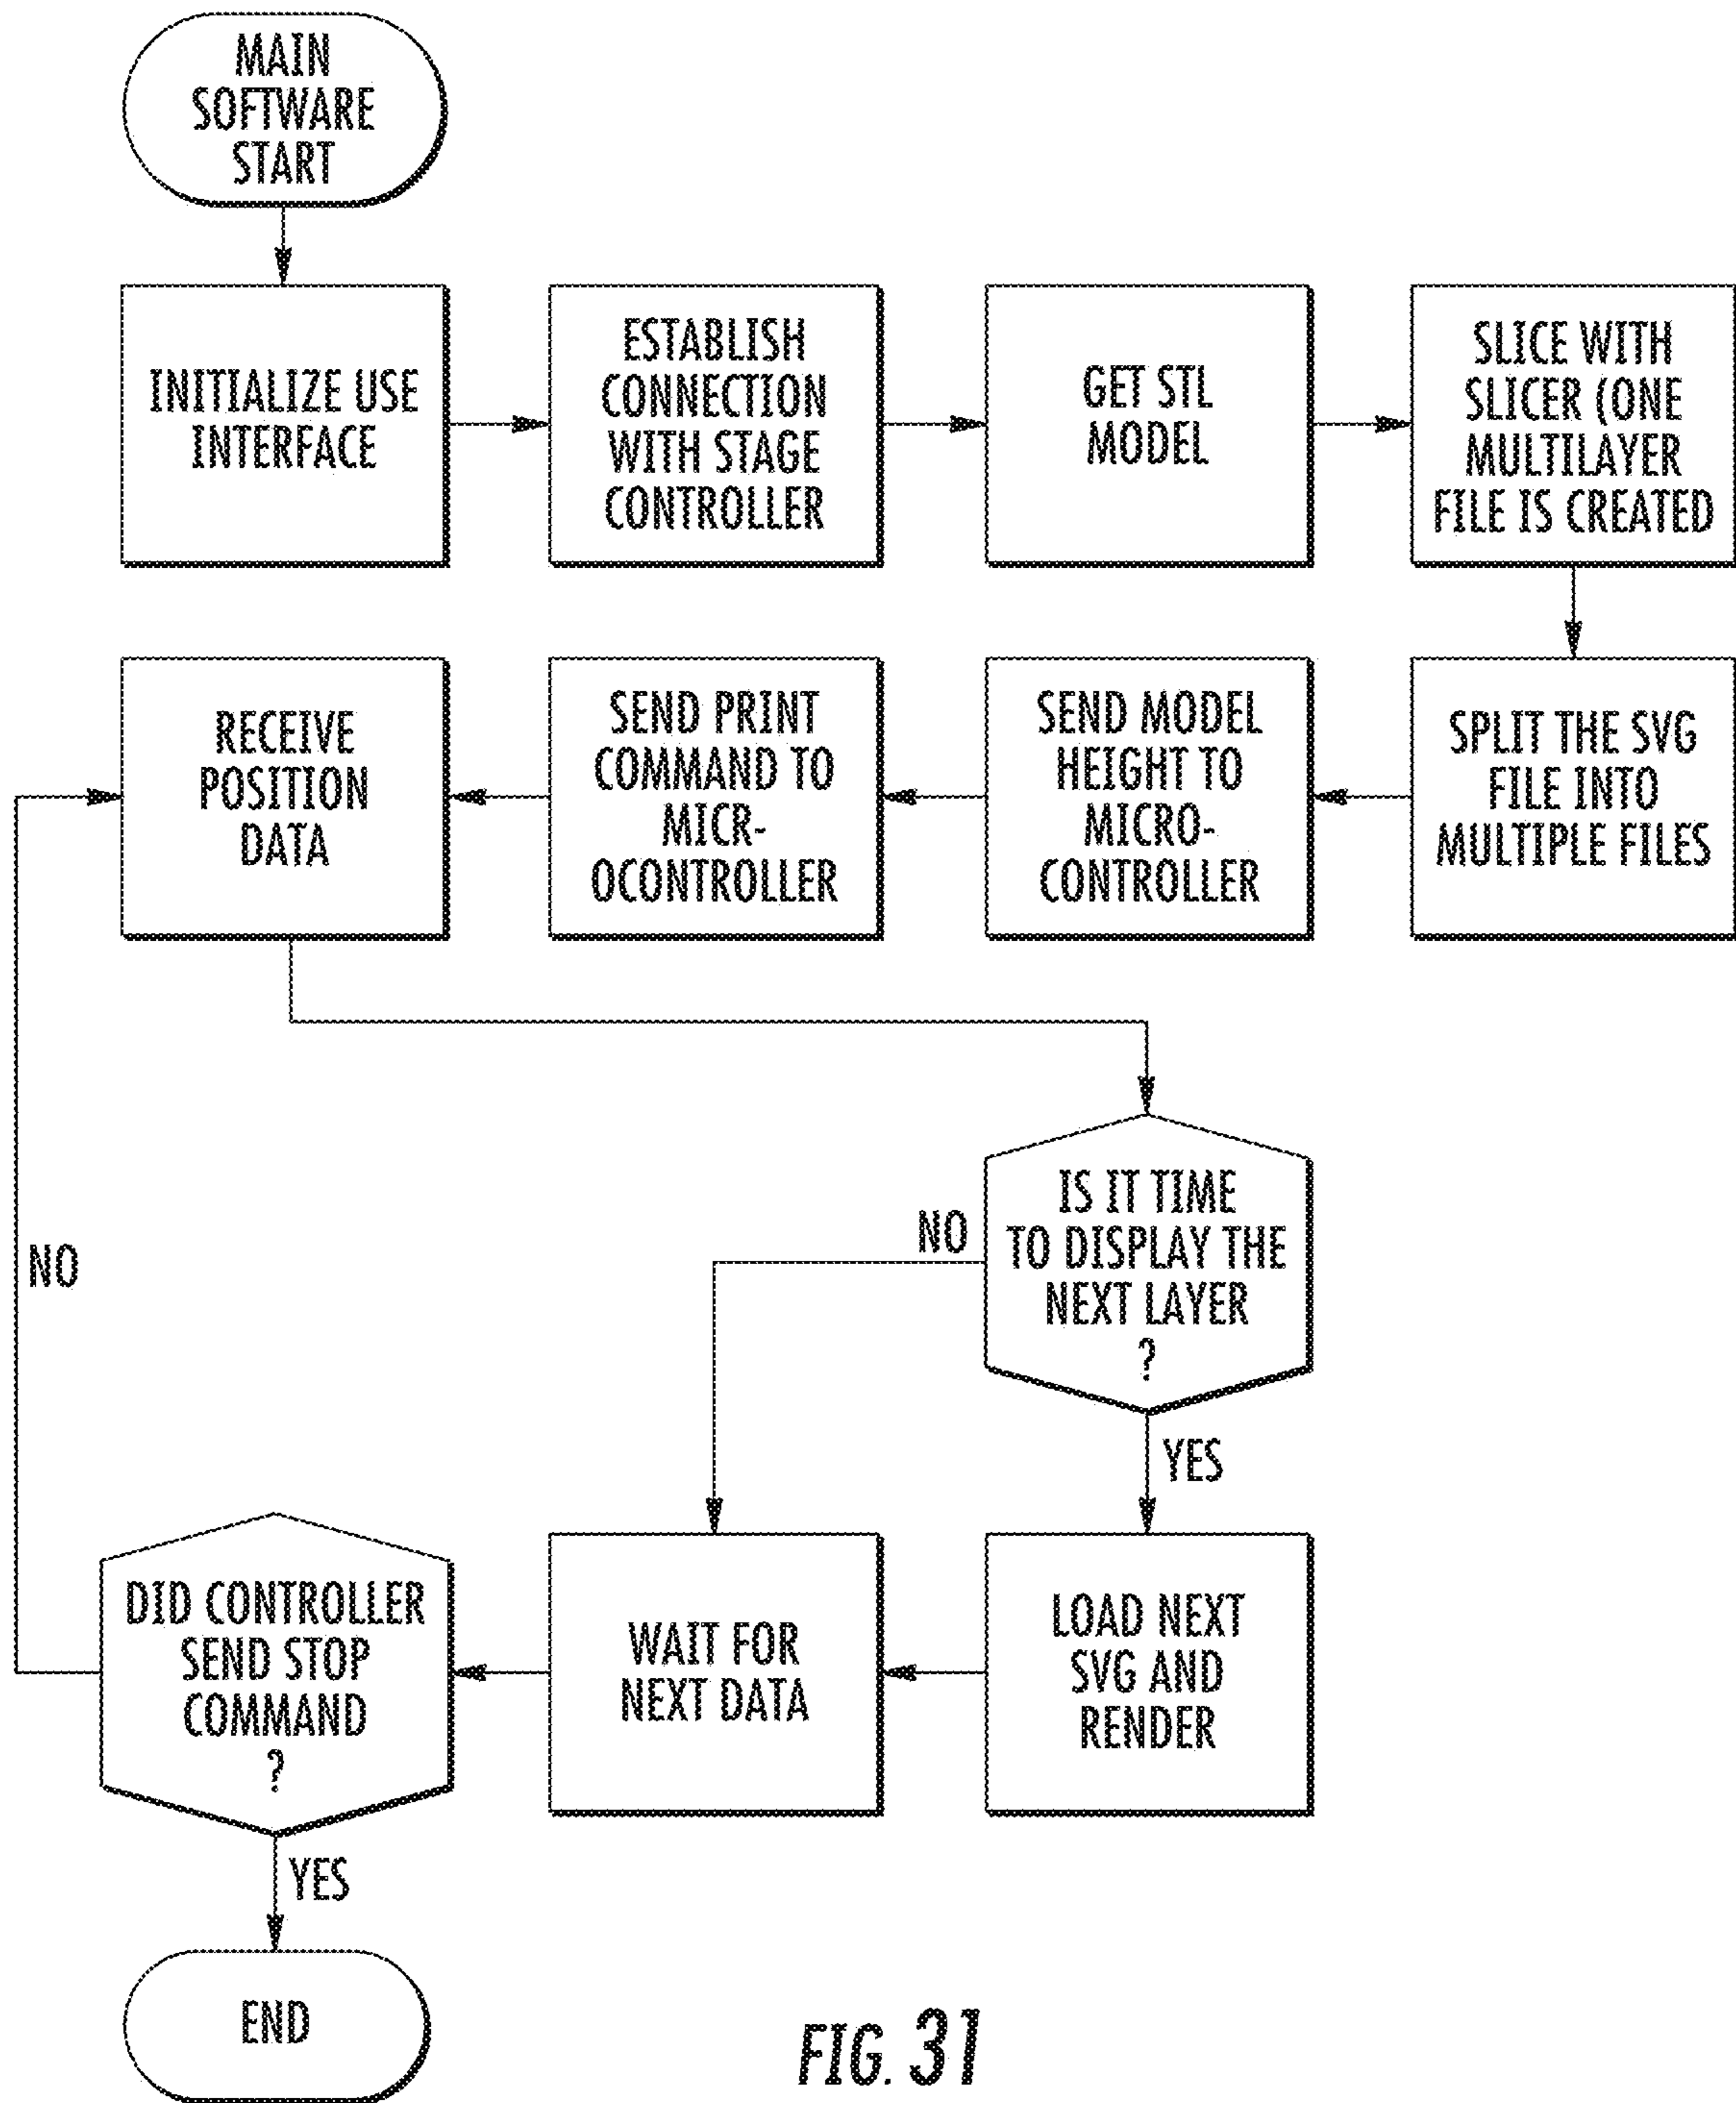 MAIN
SOFTWARE
START
INITIALIZE USE
INTERFACE
ESTABLISH
CONNECTION
WITH STAGE
CONTROLLER
GET STL
MODEL
SLICE WITH
SLICER (ONE
MULTILAYER
FILE IS CREATED
SPLIT THE SVG
FILE INTO
MULTIPLE FILES
SEND MODEL
HEIGHT TO
MICRO-
CONTROLLER
SEND PRINT
COMMAND TO
MICR-
OCONTROLLER
RECEIVE
POSITION
DATA
IS IT TIME
TO DISPLAY THE
NEXT LAYER
?
NO
YES
LOAD NEXT
SVG AND
RENDER
WAIT FOR
NEXT DATA
DID CONTROLLER
SEND STOP
COMMAND
?
NO
YES
END
FIG. 31